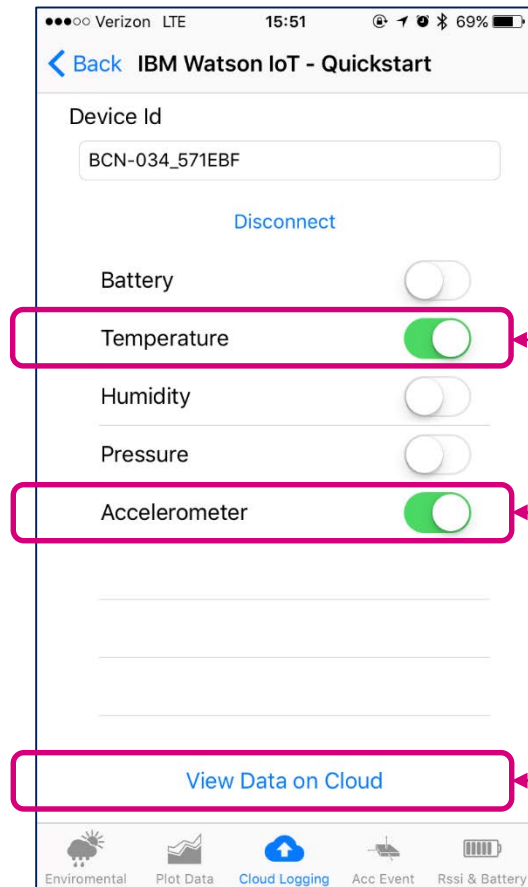 Verizon LTE 15:51 69%
Back IBM Watson IoT - Quickstart
Device Id
BCN-034_571EBF
Disconnect
Battery
Temperature
Humidity
Pressure
Accelerometer
View Data on Cloud
Enviromental Plot Data Cloud Logging Acc Event Rssi & Battery